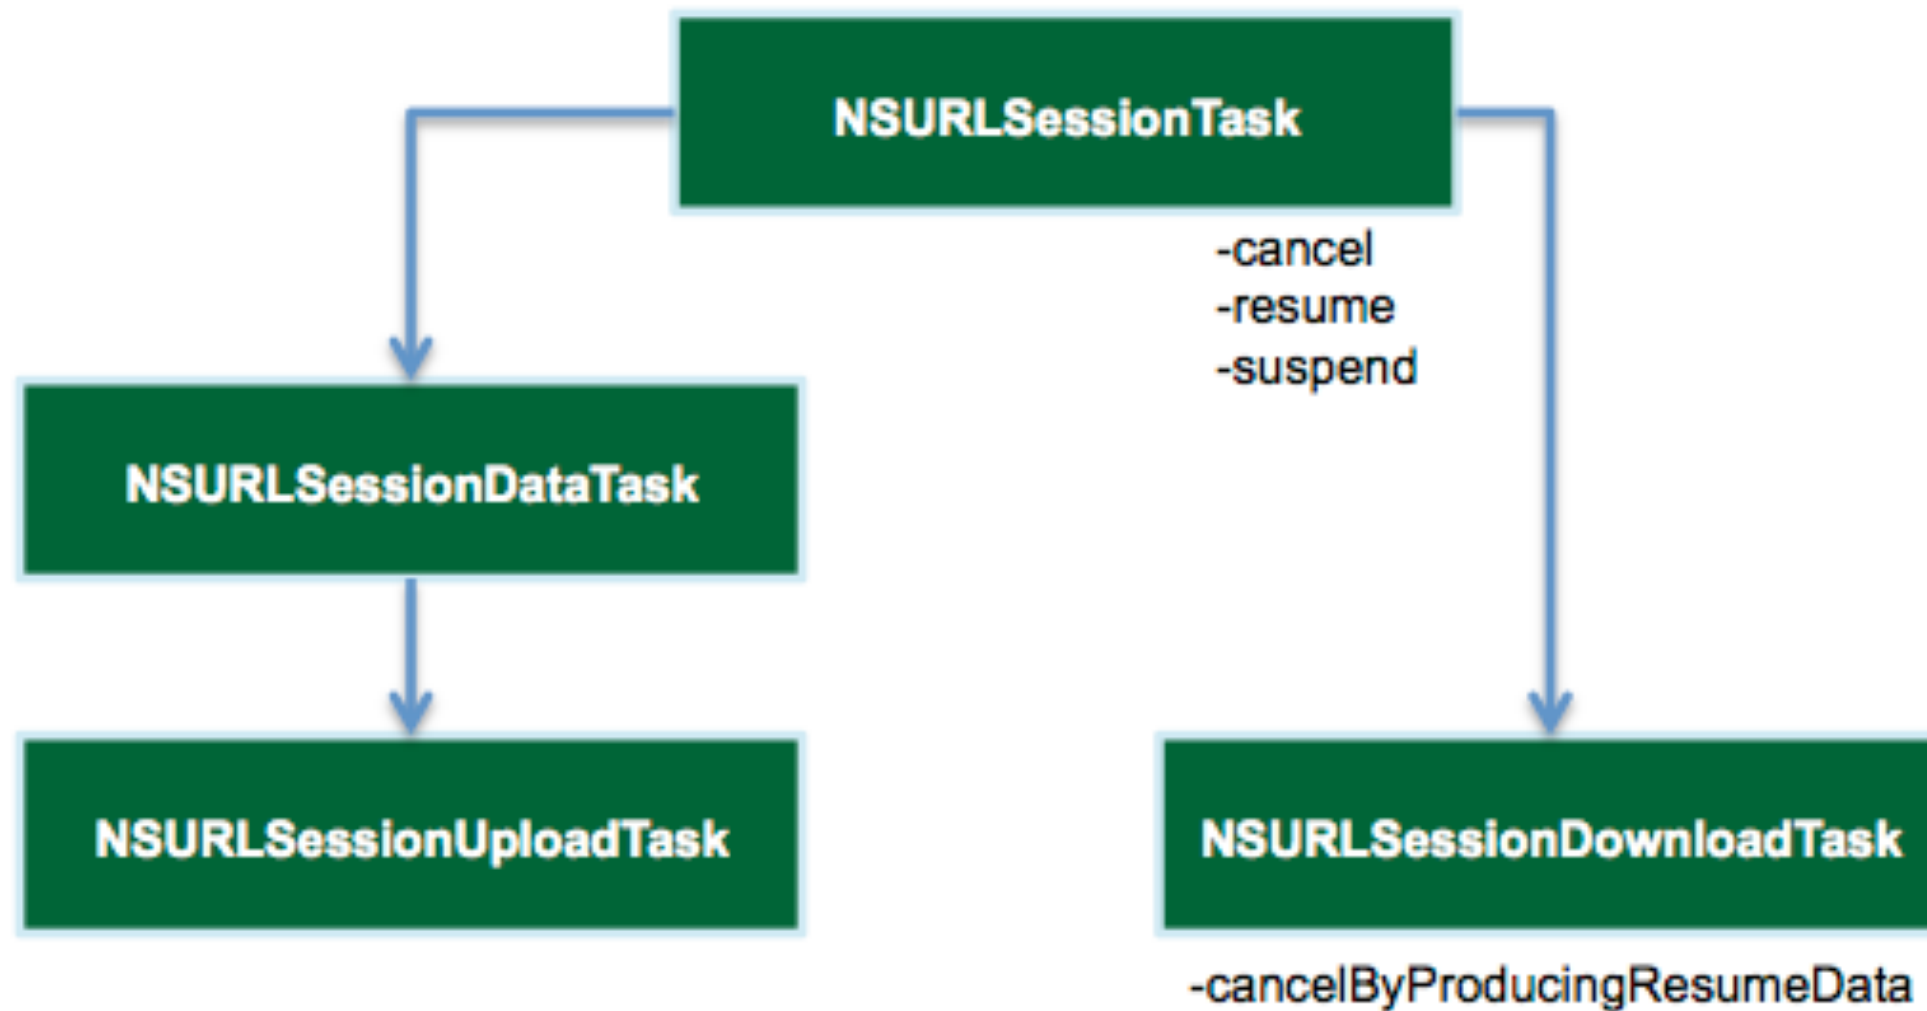 NSURLSessionTask
-cancel
-resume
-suspend
NSURLSessionDataTask
NSURLSessionUploadTask
NSURLSessionDownloadTask
-cancelByProducingResumeData